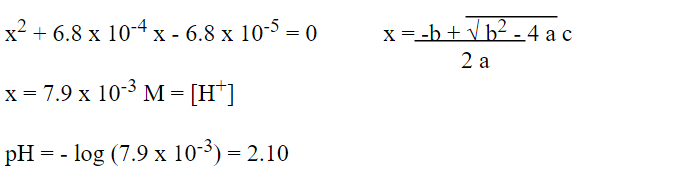 x² + 6.8 x 10⁻⁴ x - 6.8 x 10⁻⁵ = 0
x = -b + √ b² - 4 a c
2 a
x = 7.9 x 10⁻³ M = [H⁺]
pH = - log (7.9 x 10⁻³) = 2.10